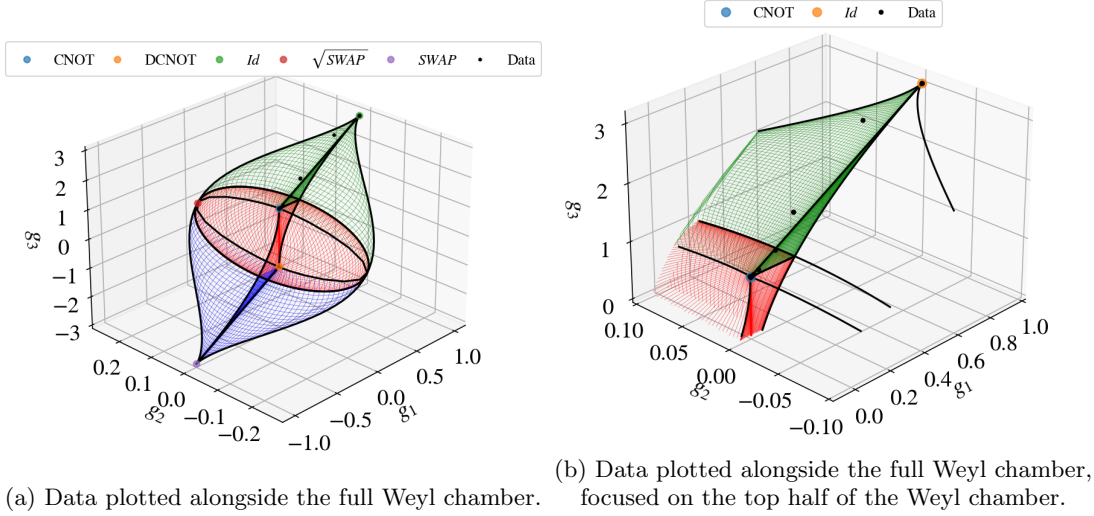 CNOT DCNOT Id √SWAP SWAP Data
3
2
1
0
−1
−2
−3
g3
0.2
0.1
0.0
−0.1
−0.2
g2
−1.0
−0.5
0.0
0.5
1.0
g1
(a) Data plotted alongside the full Weyl chamber.
CNOT Id Data
3
2
1
0
g3
0.10
0.05
0.00
−0.05
−0.10
g2
0.0
0.2
0.4
0.6
0.8
1.0
g1
(b) Data plotted alongside the full Weyl chamber,
focused on the top half of the Weyl chamber.